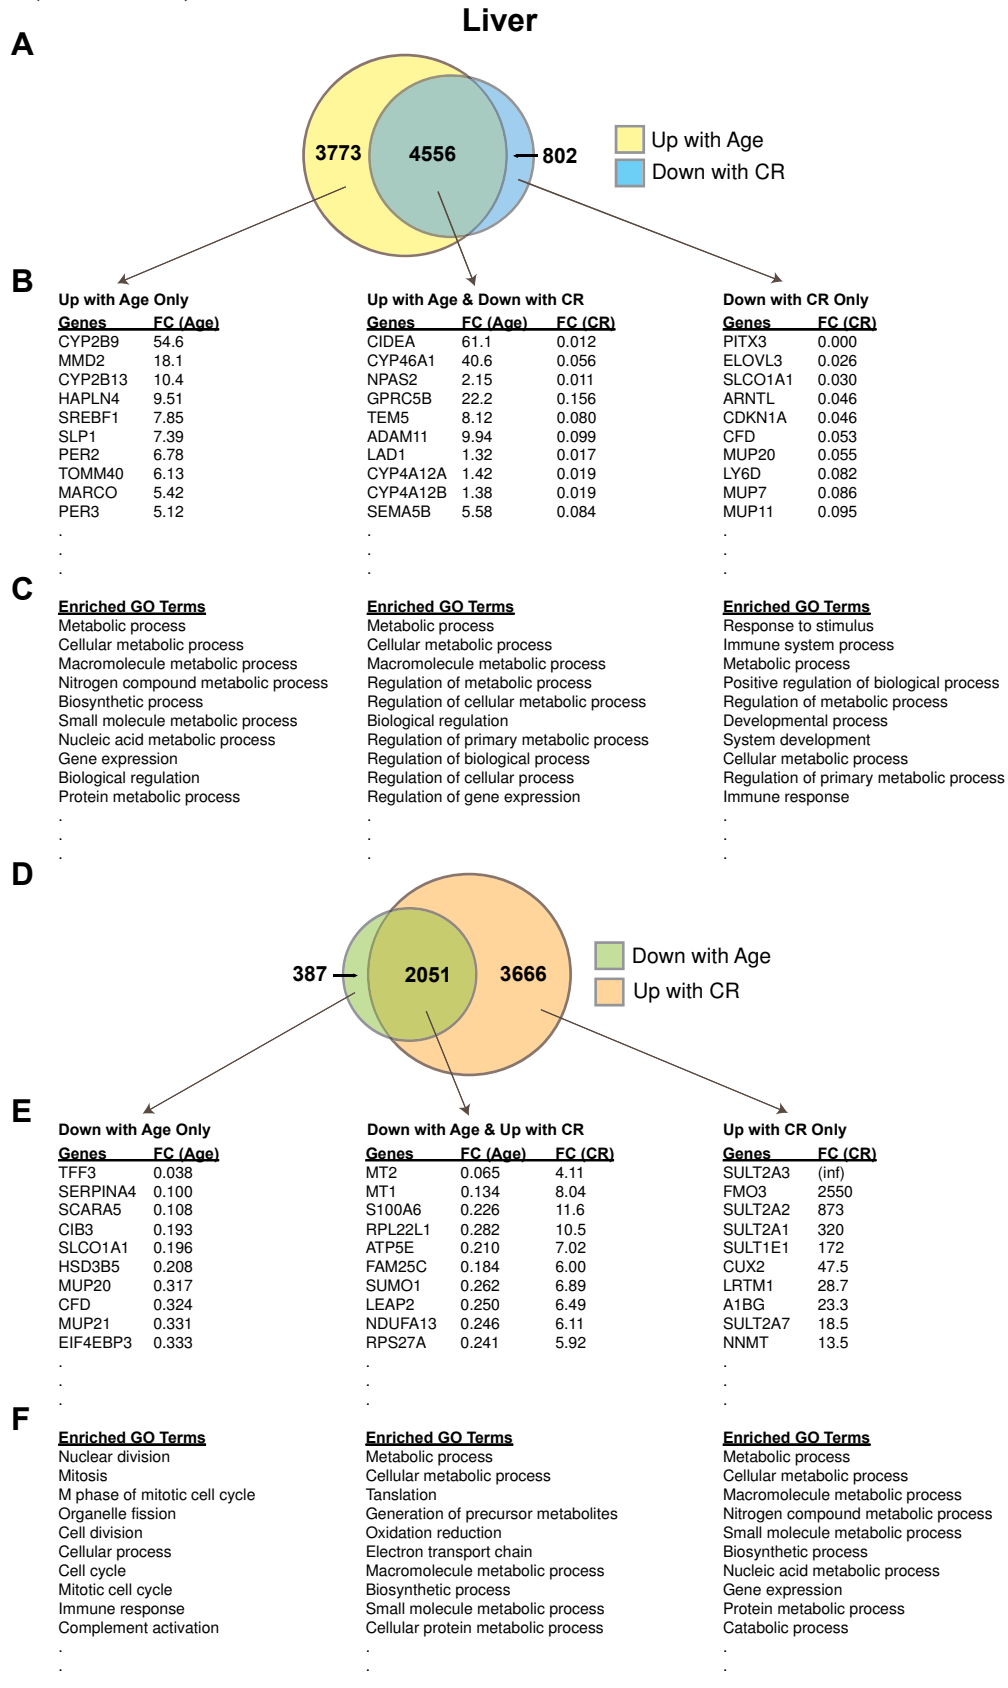 Liver
A
3773
4556
802
Up with Age
Down with CR
B
Up with Age Only
Genes FC (Age)
CYP2B9 54.6
MMD2 18.1
CYP2B13 10.4
HAPLN4 9.51
SREBF1 7.85
SLP1 7.39
PER2 6.78
TOMM40 6.13
MARCO 5.42
PER3 5.12
.
.
.
Up with Age & Down with CR
Genes FC (Age) FC (CR)
CIDEA 61.1 0.012
CYP46A1 40.6 0.056
NPAS2 2.15 0.011
GPRC5B 22.2 0.156
TEM5 8.12 0.080
ADAM11 9.94 0.099
LAD1 1.32 0.017
CYP4A12A 1.42 0.019
CYP4A12B 1.38 0.019
SEMA5B 5.58 0.084
.
.
.
Down with CR Only
Genes FC (CR)
PITX3 0.000
ELOVL3 0.026
SLCO1A1 0.030
ARNTL 0.046
CDKN1A 0.046
CFD 0.053
MUP20 0.055
LY6D 0.082
MUP7 0.086
MUP11 0.095
.
.
.
C
Enriched GO Terms
Metabolic process
Cellular metabolic process
Macromolecule metabolic process
Nitrogen compound metabolic process
Biosynthetic process
Small molecule metabolic process
Nucleic acid metabolic process
Gene expression
Biological regulation
Protein metabolic process
.
.
.
Enriched GO Terms
Metabolic process
Cellular metabolic process
Macromolecule metabolic process
Regulation of metabolic process
Regulation of cellular metabolic process
Biological regulation
Regulation of primary metabolic process
Regulation of biological process
Regulation of cellular process
Regulation of gene expression
.
.
.
Enriched GO Terms
Response to stimulus
Immune system process
Metabolic process
Positive regulation of biological process
Regulation of metabolic process
Developmental process
System development
Cellular metabolic process
Regulation of primary metabolic process
Immune response
.
.
.
D
387
2051
3666
Down with Age
Up with CR
E
Down with Age Only
Genes FC (Age)
TFF3 0.038
SERPINA4 0.100
SCARA5 0.108
CIB3 0.193
SLCO1A1 0.196
HSD3B5 0.208
MUP20 0.317
CFD 0.324
MUP21 0.331
EIF4EBP3 0.333
.
.
.
Down with Age & Up with CR
Genes FC (Age) FC (CR)
MT2 0.065 4.11
MT1 0.134 8.04
S100A6 0.226 11.6
RPL22L1 0.282 10.5
ATP5E 0.210 7.02
FAM25C 0.184 6.00
SUMO1 0.262 6.89
LEAP2 0.250 6.49
NDUFA13 0.246 6.11
RPS27A 0.241 5.92
.
.
.
Up with CR Only
Genes FC (CR)
SULT2A3 (inf)
FMO3 2550
SULT2A2 873
SULT2A1 320
SULT1E1 172
CUX2 47.5
LRTM1 28.7
A1BG 23.3
SULT2A7 18.5
NNMT 13.5
.
.
.
F
Enriched GO Terms
Nuclear division
Mitosis
M phase of mitotic cell cycle
Organelle fission
Cell division
Cellular process
Cell cycle
Mitotic cell cycle
Immune response
Complement activation
.
.
Enriched GO Terms
Metabolic process
Cellular metabolic process
Tanslation
Generation of precursor metabolites
Oxidation reduction
Electron transport chain
Macromolecule metabolic process
Biosynthetic process
Small molecule metabolic process
Cellular protein metabolic process
.
.
Enriched GO Terms
Metabolic process
Cellular metabolic process
Macromolecule metabolic process
Nitrogen compound metabolic process
Small molecule metabolic process
Biosynthetic process
Nucleic acid metabolic process
Gene expression
Protein metabolic process
Catabolic process
.
.